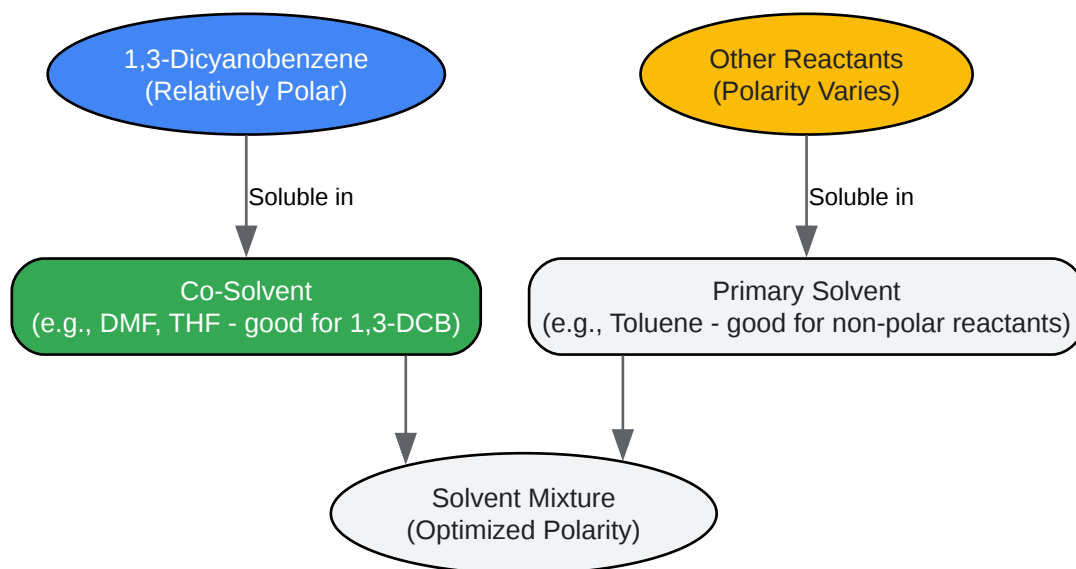 1,3-Dicyanobenzene
(Relatively Polar)
Other Reactants
(Polarity Varies)
Soluble in
Soluble in
Co-Solvent
(e.g., DMF, THF - good for 1,3-DCB)
Primary Solvent
(e.g., Toluene - good for non-polar reactants)
Solvent Mixture
(Optimized Polarity)